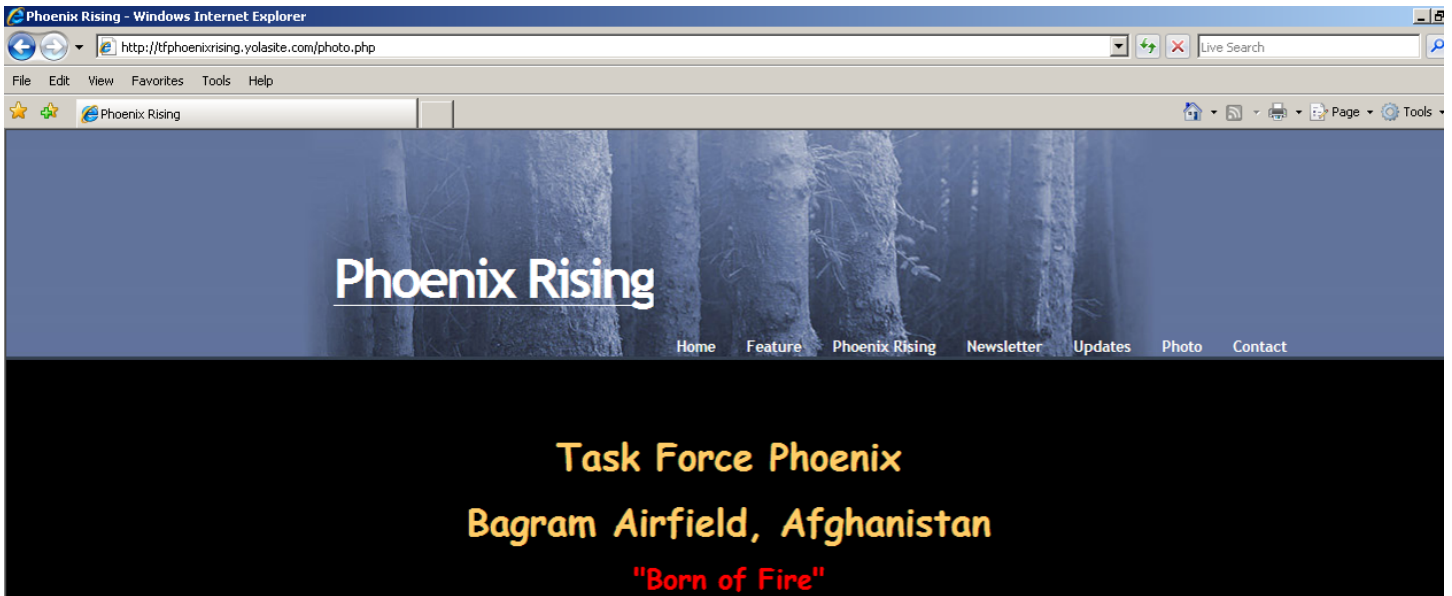 Phoenix Rising - Windows Internet Explorer
http://tfphoenixrising.yolasite.com/photo.php Live Search
File Edit View Favorites Tools Help
Phoenix Rising Page Tools
Phoenix Rising
Home Feature Phoenix Rising Newsletter Updates Photo Contact
Task Force Phoenix
Bagram Airfield, Afghanistan
"Born of Fire"